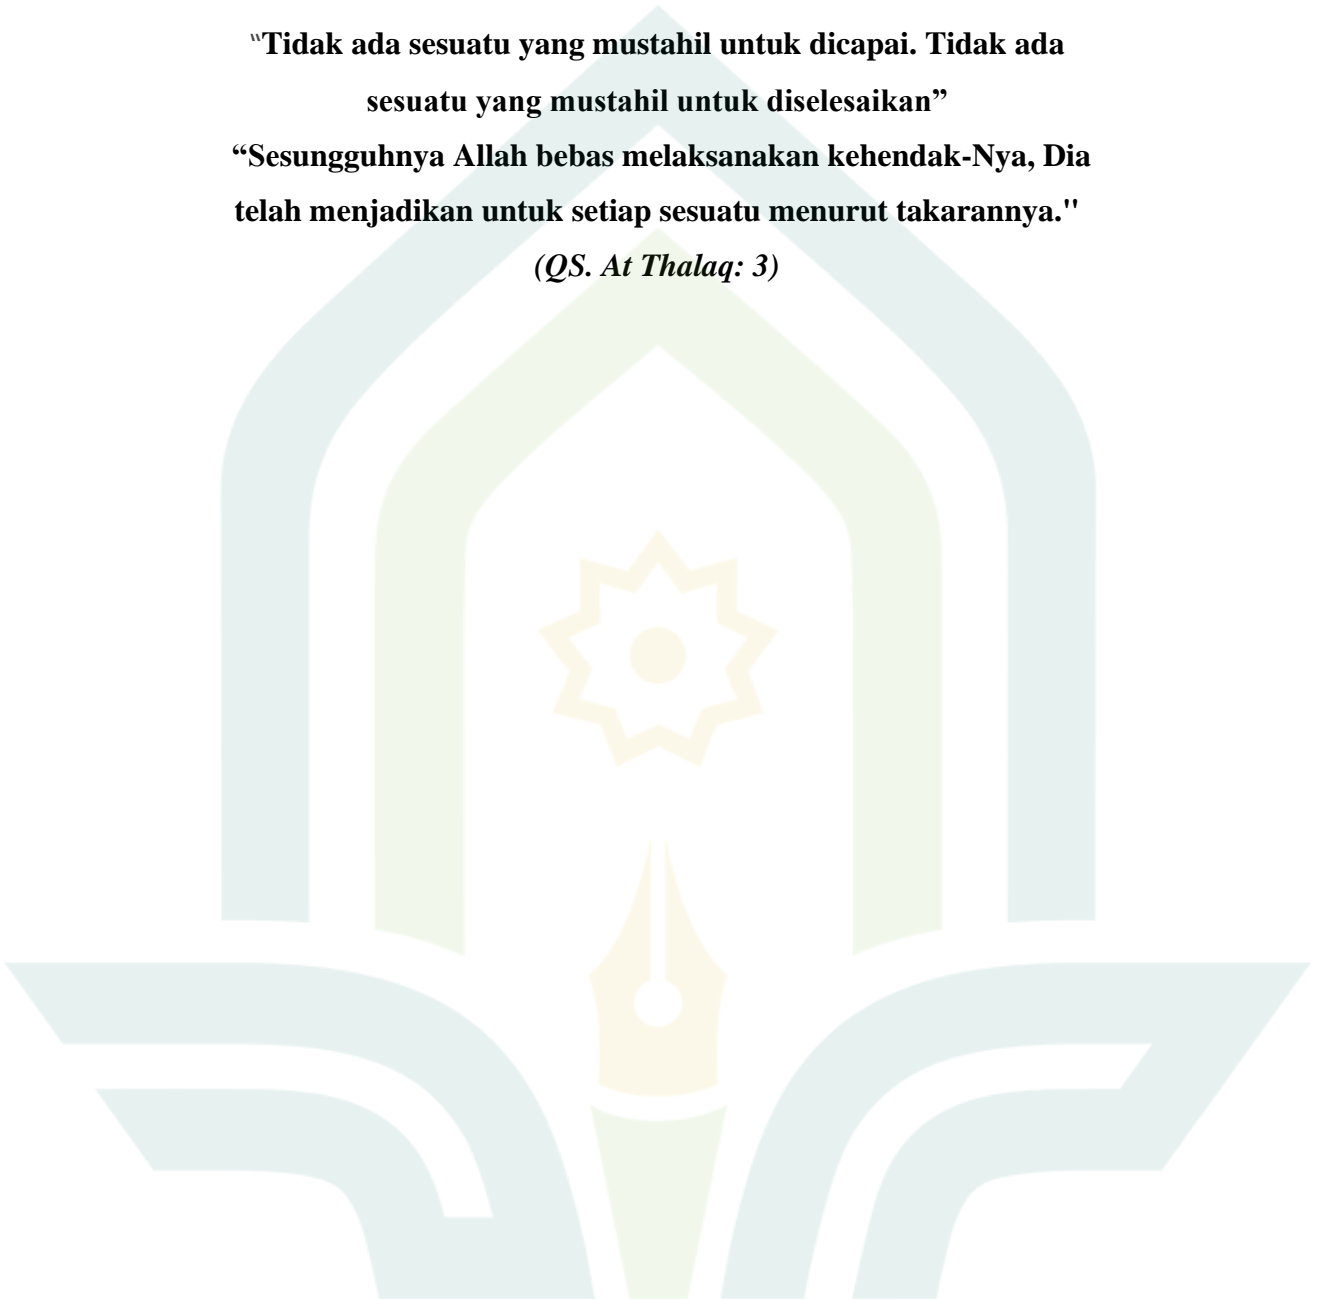 “Tidak ada sesuatu yang mustahil untuk dicapai. Tidak ada
sesuatu yang mustahil untuk diselesaikan”
“Sesungguhnya Allah bebas melaksanakan kehendak-Nya, Dia
telah menjadikan untuk setiap sesuatu menurut takarannya."
(QS. At Thalaq: 3)